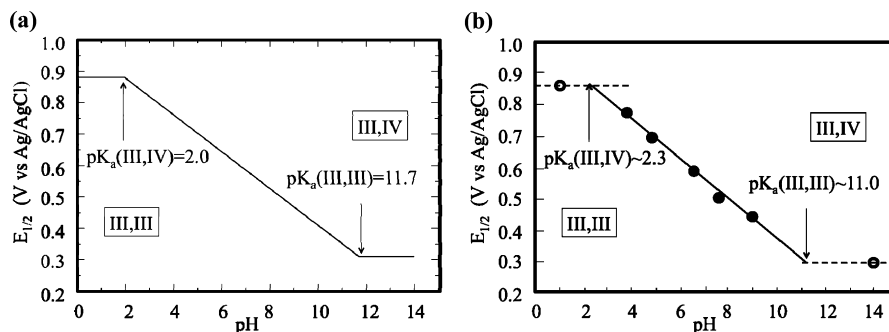 (a)
1.0
0.9
0.8
0.7
0.6
0.5
0.4
0.3
0.2
E1/2 (V vs Ag/AgCl)
III,IV
pKa(III,IV)=2.0
pKa(III,III)=11.7
III,III
0 2 4 6 8 10 12 14
pH
(b)
1.0
0.9
0.8
0.7
0.6
0.5
0.4
0.3
0.2
E1/2 (V vs Ag/AgCl)
III,IV
pKa(III,IV)~2.3
pKa(III,III)~11.0
III,III
0 2 4 6 8 10 12 14
pH